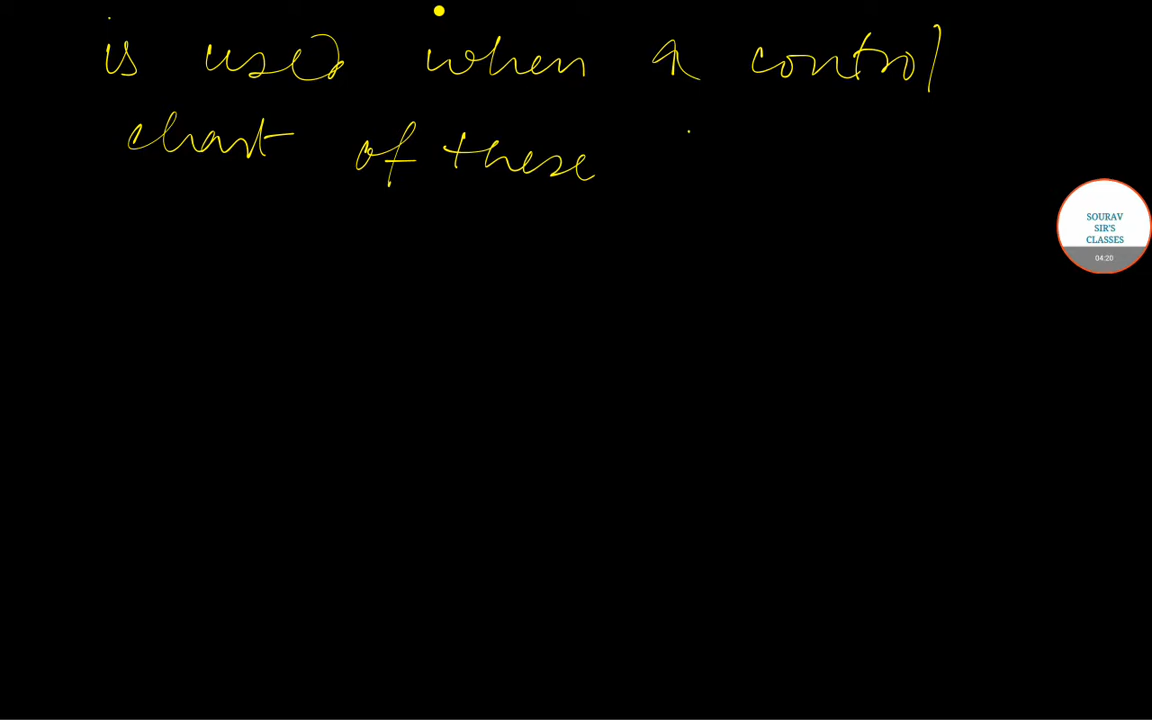 is used when a control
chart of these
SOURAV
SIR'S
CLASSES
04:20